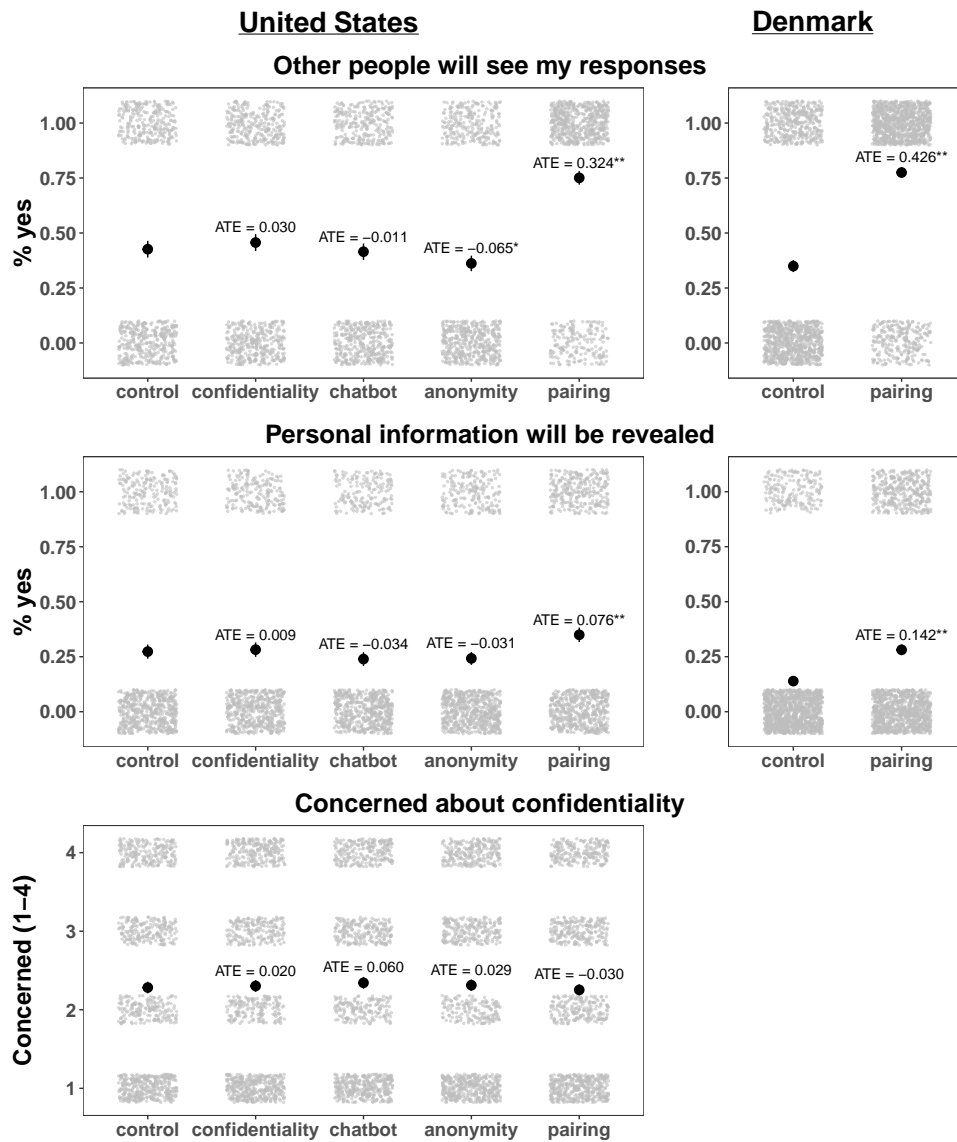 United States
Denmark
Other people will see my responses
% yes
1.00
0.75
0.50
0.25
0.00
ATE = 0.030
ATE = −0.011
ATE = −0.065*
ATE = 0.324**
control confidentiality chatbot anonymity pairing
1.00
0.75
0.50
0.25
0.00
ATE = 0.426**
control pairing
Personal information will be revealed
% yes
1.00
0.75
0.50
0.25
0.00
ATE = 0.009
ATE = −0.034
ATE = −0.031
ATE = 0.076**
control confidentiality chatbot anonymity pairing
1.00
0.75
0.50
0.25
0.00
ATE = 0.142**
control pairing
Concerned about confidentiality
Concerned (1−4)
4
3
2
1
ATE = 0.020
ATE = 0.060
ATE = 0.029
ATE = −0.030
control confidentiality chatbot anonymity pairing